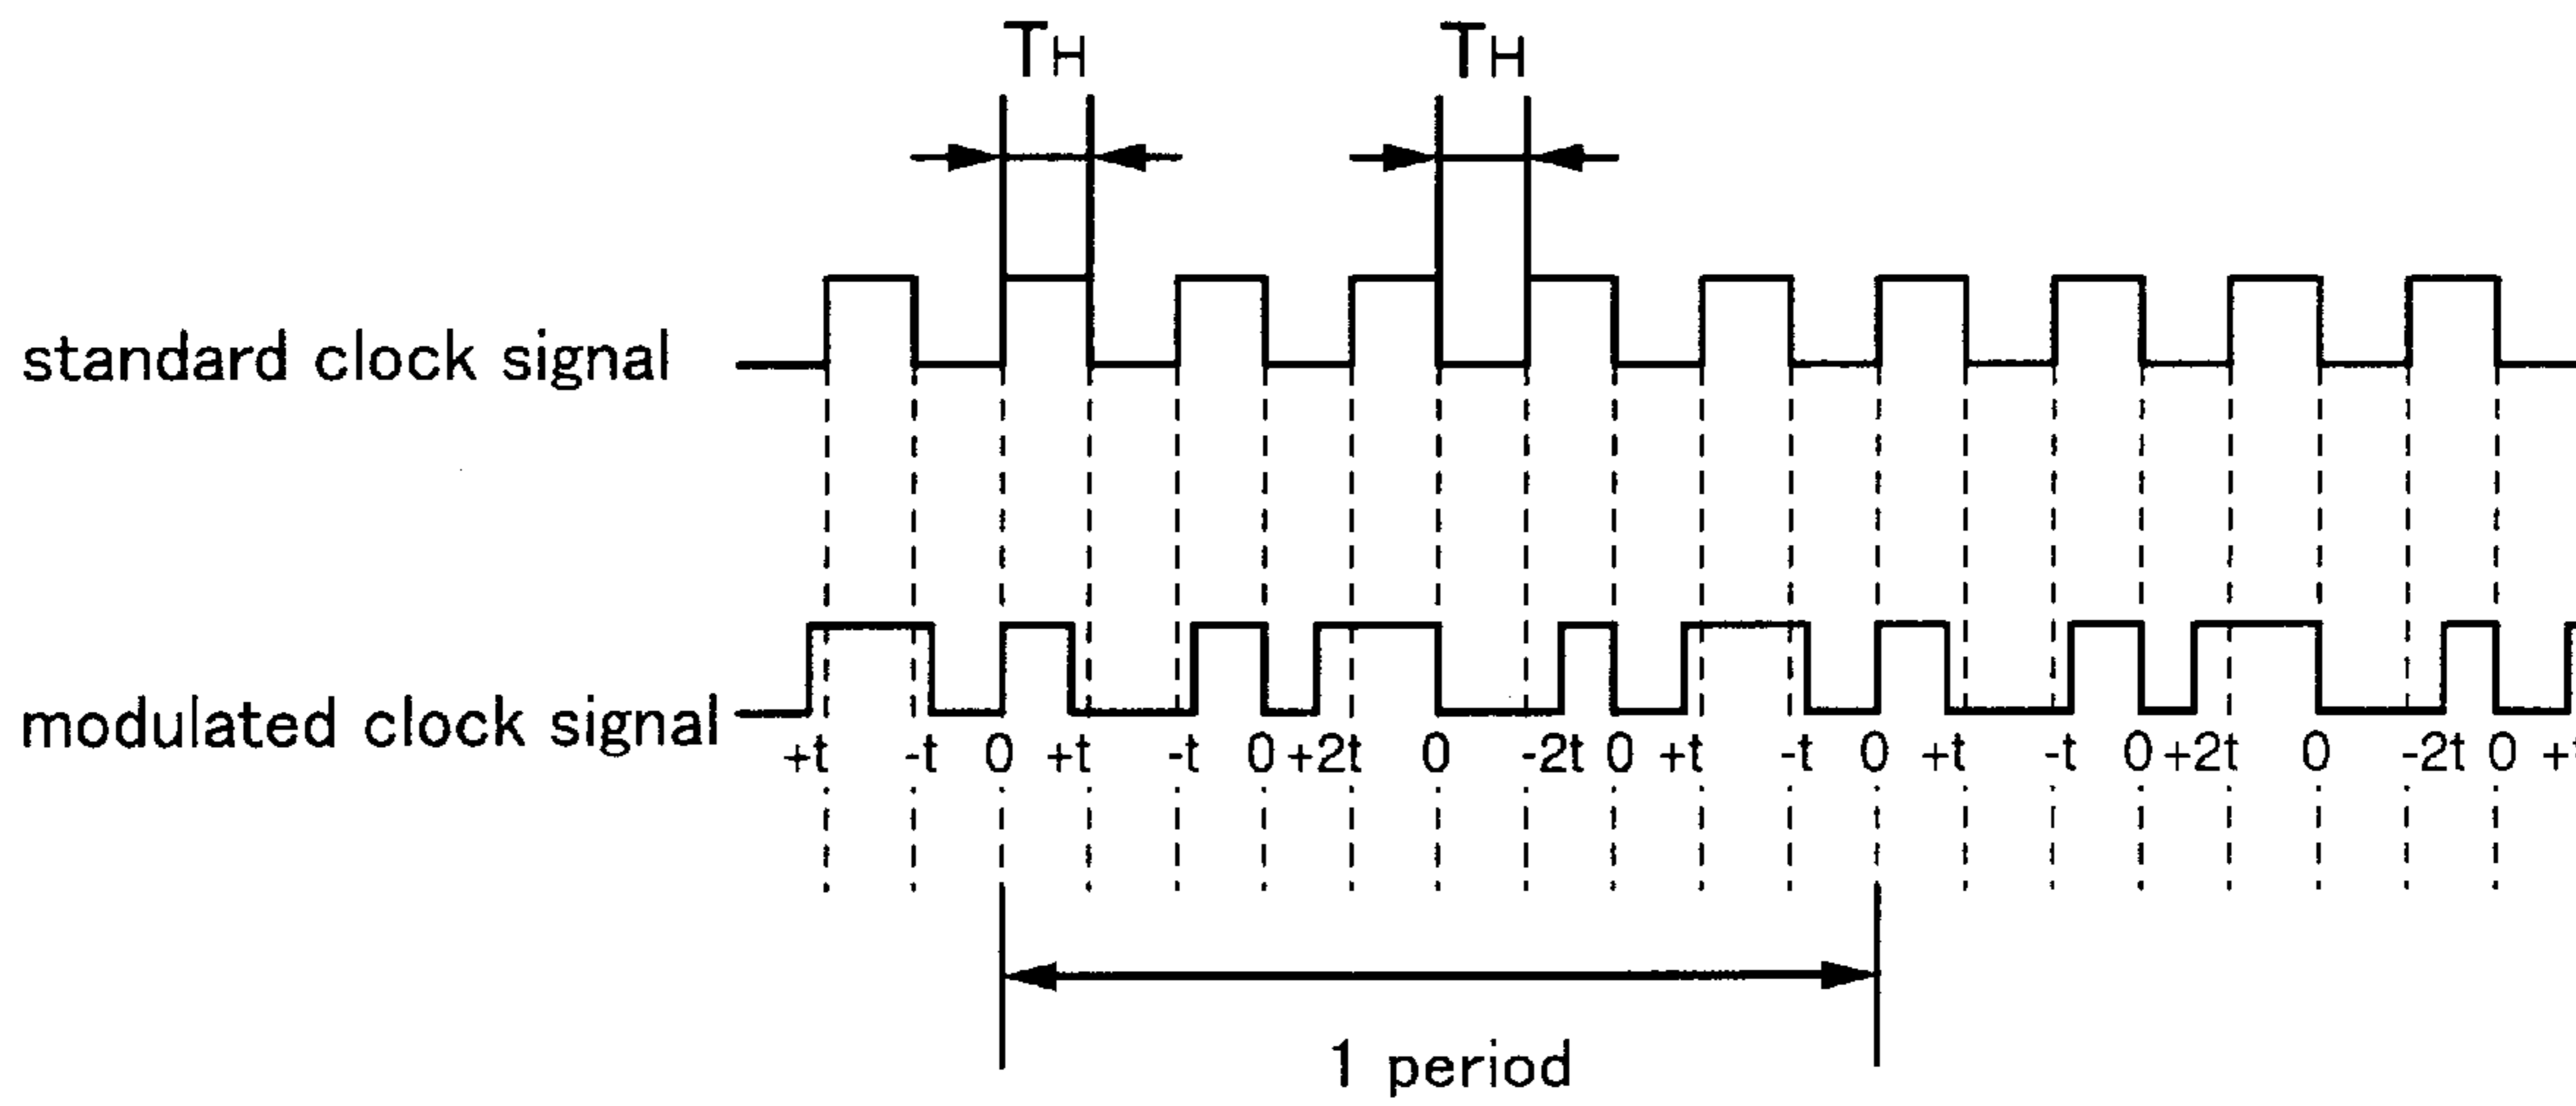 TH TH
standard clock signal
modulated clock signal
+t -t 0 +t -t 0 +2t 0 -2t 0 +t -t 0 +t -t 0 +2t 0 -2t 0 +t
1 period